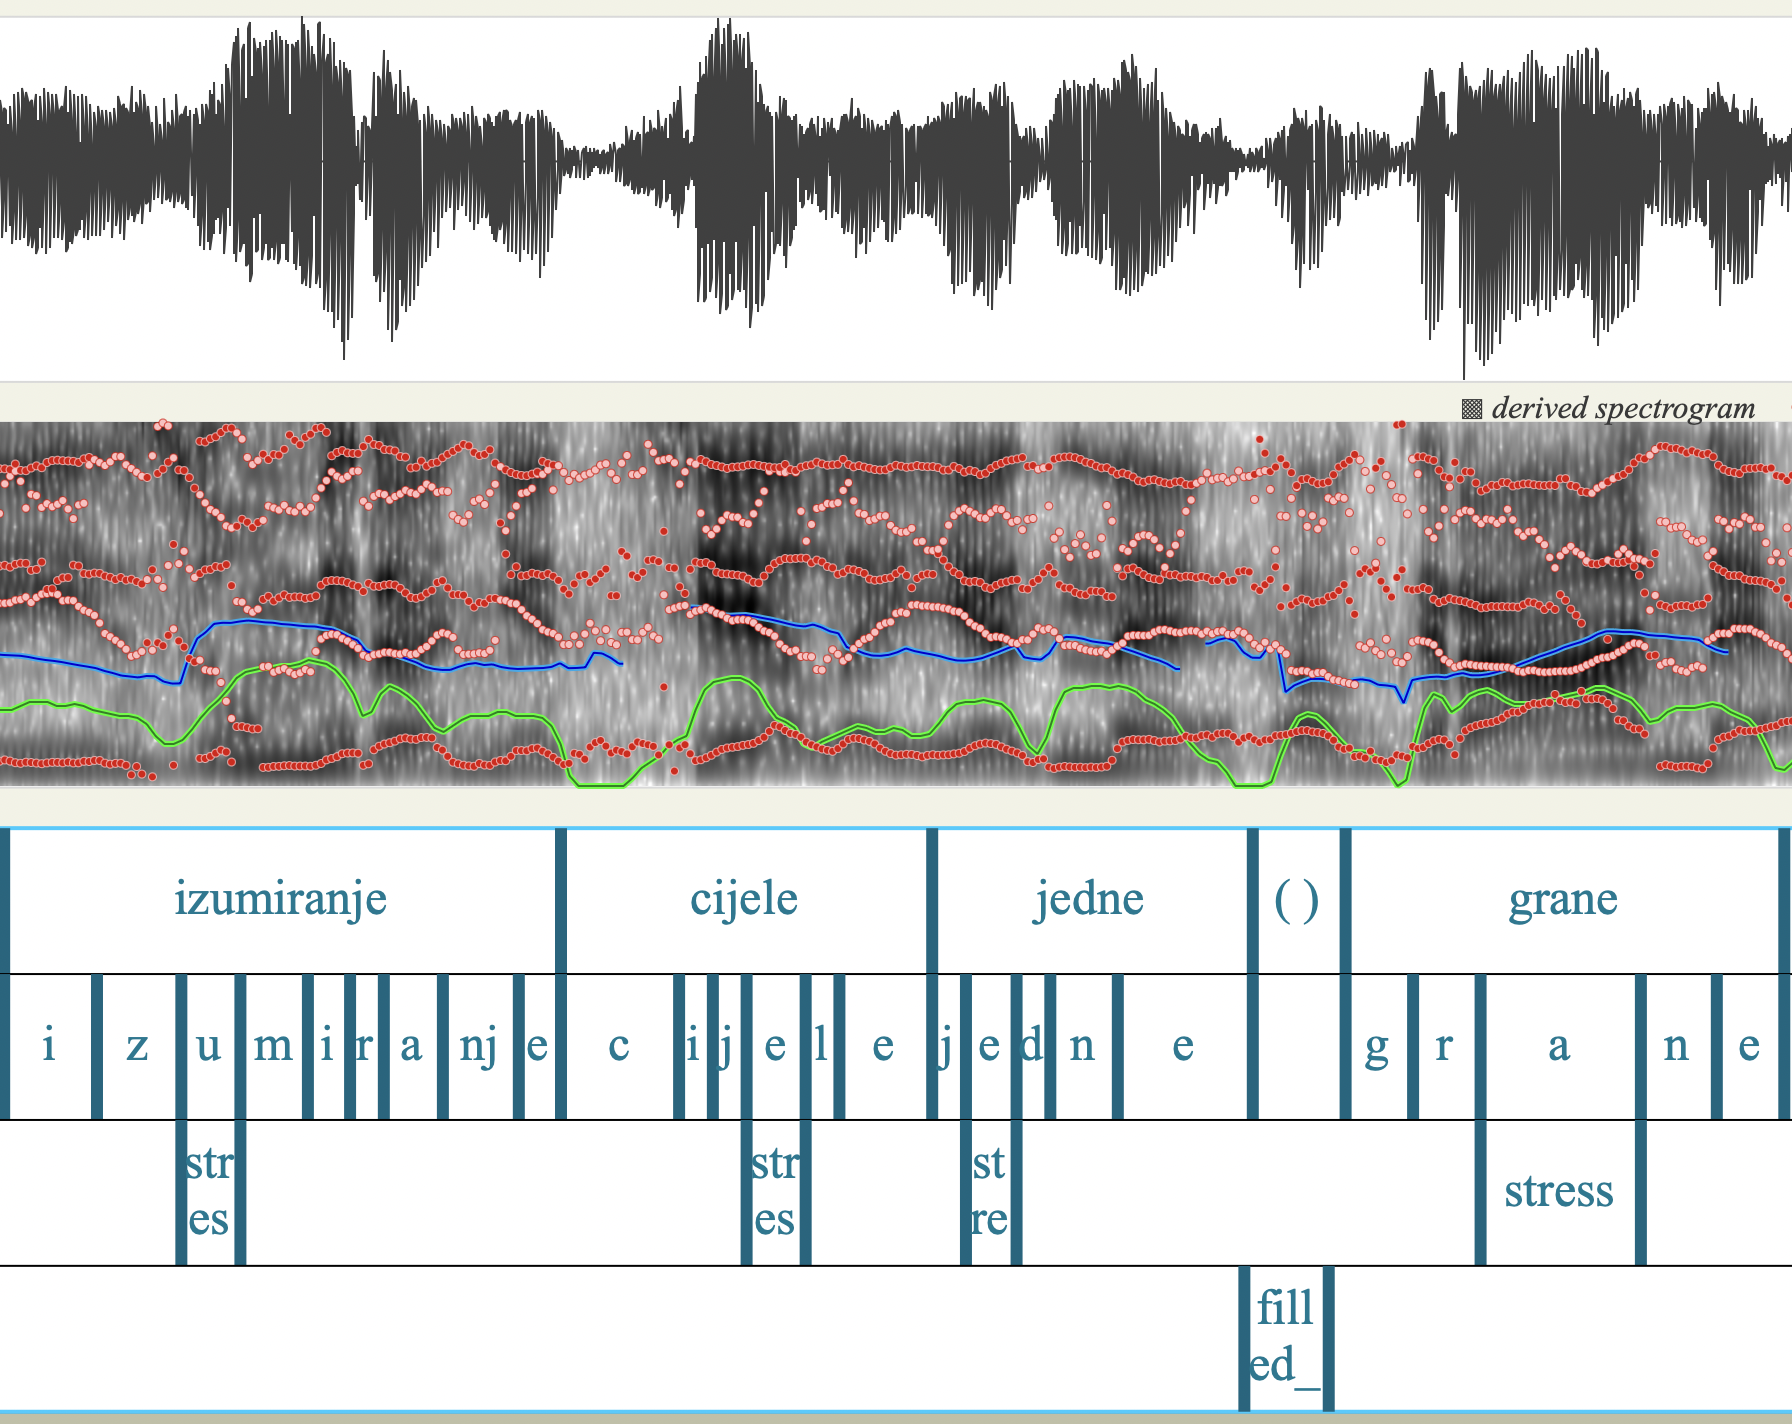 derived spectrogram
izumiranje cijele jedne ( ) grane
i z u m i r a nj e c i j e l e j e d n e g r a n e
str str st
stress
es es re
fill
ed_